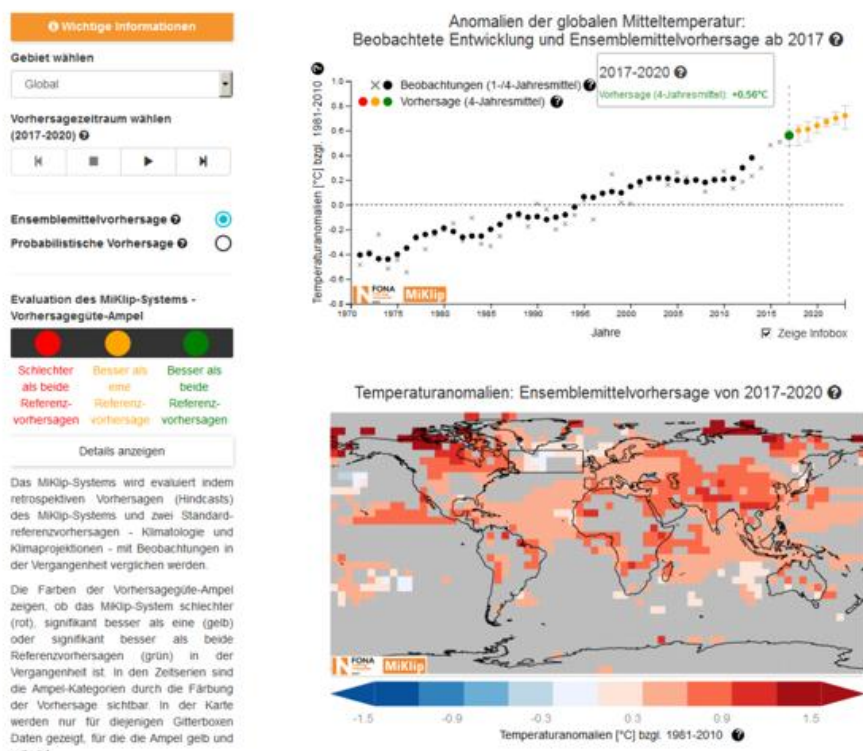 Wichtige Informationen
Gebiet wählen
Global
Vorhersagezeitraum wählen
(2017-2020)
Ensemblemittelvorhersage
Probabilistische Vorhersage
Evaluation des MiKlip-Systems -
Vorhersagegüte-Ampel
Schlechter als beide Referenz-vorhersagen
Besser als eine Referenz-vorhersage
Besser als beide Referenz-vorhersagen
Details anzeigen
Das MiKlip-Systems wird evaluiert indem
retrospektiven Vorhersagen (Hindcasts)
des MiKlip-Systems und zwei Standard-
referenzvorhersagen - Klimatologie und
Klimaprojektionen - mit Beobachtungen in
der Vergangenheit verglichen werden.
Die Farben der Vorhersagegüte-Ampel
zeigen, ob das MiKlip-System schlechter
(rot), signifikant besser als eine (gelb)
oder signifikant besser als beide
Referenzvorhersagen (grün) in der
Vergangenheit ist. In den Zeitserien sind
die Ampel-Kategorien durch die Färbung
der Vorhersage sichtbar. In der Karte
werden nur für diejenigen Gitterboxen
Daten gezeigt, für die die Ampel gelb und
Anomalien der globalen Mitteltemperatur:
Beobachtete Entwicklung und Ensemblemittelvorhersage ab 2017
2017-2020
Vorhersage (4-Jahresmittel): +0.56°C
Beobachtungen (1-/4-Jahresmittel)
Vorhersage (4-Jahresmittel)
Temperaturanomalien [°C] bzgl. 1981-2010
1.0
0.8
0.6
0.4
0.2
0.0
-0.2
-0.4
-0.6
-0.8
1970 1975 1980 1985 1990 1995 2000 2005 2010 2015 2020
Jahre
Zeige Infobox
FONA
MiKlip
Temperaturanomalien: Ensemblemittelvorhersage von 2017-2020
FONA
MiKlip
-1.5 -0.9 -0.3 0.3 0.9 1.5
Temperaturanomalien [°C] bzgl. 1981-2010